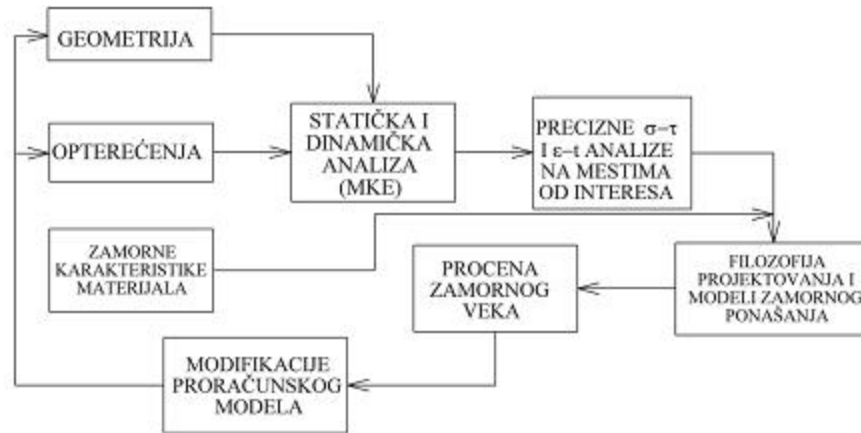 GEOMETRIJA
OPTEREĆENJA
STATIČKA I
DINAMIČKA
ANALIZA
(MKE)
PRECIZNE σ–τ
I ε–t ANALIZE
NA MESTIMA
OD INTERESA
ZAMORNE
KARAKTERISTIKE
MATERIJALA
PROCENA
ZAMORNOG
VEKA
FILOZOFIJA
PROJEKTOVANJA I
MODELI ZAMORNOG
PONAŠANJA
MODIFIKACIJE
PRORAČUNSKOG
MODELA